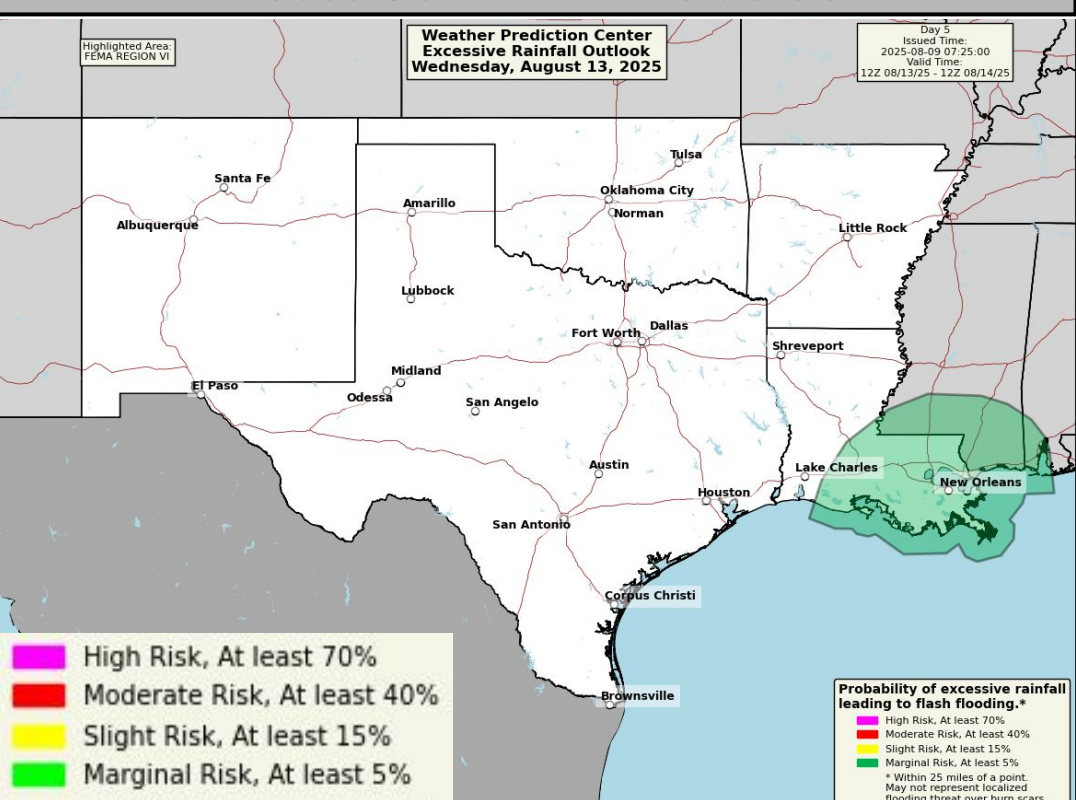 Highlighted Area:
FEMA REGION VI
Weather Prediction Center
Excessive Rainfall Outlook
Wednesday, August 13, 2025
Day 5
Issued Time:
2025-08-09 07:25:00
Valid Time:
12Z 08/13/25 - 12Z 08/14/25
Tulsa
Santa Fe
Oklahoma City
Amarillo
Norman
Albuquerque
Little Rock
Lubbock
Fort Worth
Dallas
Shreveport
Midland
El Paso
Odessa
San Angelo
Austin
Lake Charles
New Orleans
Houston
San Antonio
Corpus Christi
Brownsville
High Risk, At least 70%
Moderate Risk, At least 40%
Slight Risk, At least 15%
Marginal Risk, At least 5%
Probability of excessive rainfall
leading to flash flooding.*
High Risk, At least 70%
Moderate Risk, At least 40%
Slight Risk, At least 15%
Marginal Risk, At least 5%
* Within 25 miles of a point.
May not represent localized
flooding threat over burn scars